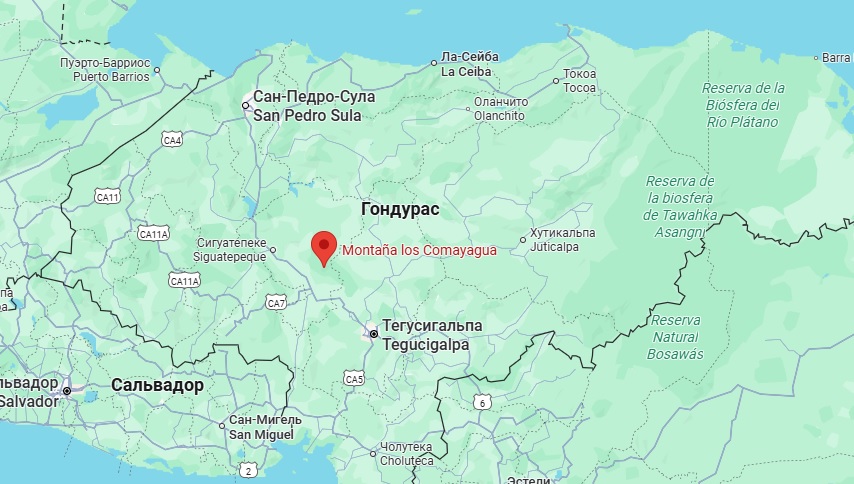 Ла-Сейба
La Ceiba
Пуэрто-Барриос
Puerto Barrios
Barra
Токоа
Tocoa
Сан-Педро-Сула
San Pedro Sula
Оланчито
Olanchito
Reserva de la
Biósfera del
Río Plátano
CA4
Reserva de
la biosfera
de Tawahka
Asangni
CA11
Гондурас
CA11A
Хутикальпа
Juticalpa
Сигуатепеке
Siguatepeque
Montaña los Comayagua
CA11A
па
CA7
Тегусигальпа
Tegucigalpa
Reserva
Natural
Bosawás
CA5
Сальвадор
львадор
Salvador
6
Сан-Мигель
San Miguel
Чолутека
Choluteca
2
Эстели